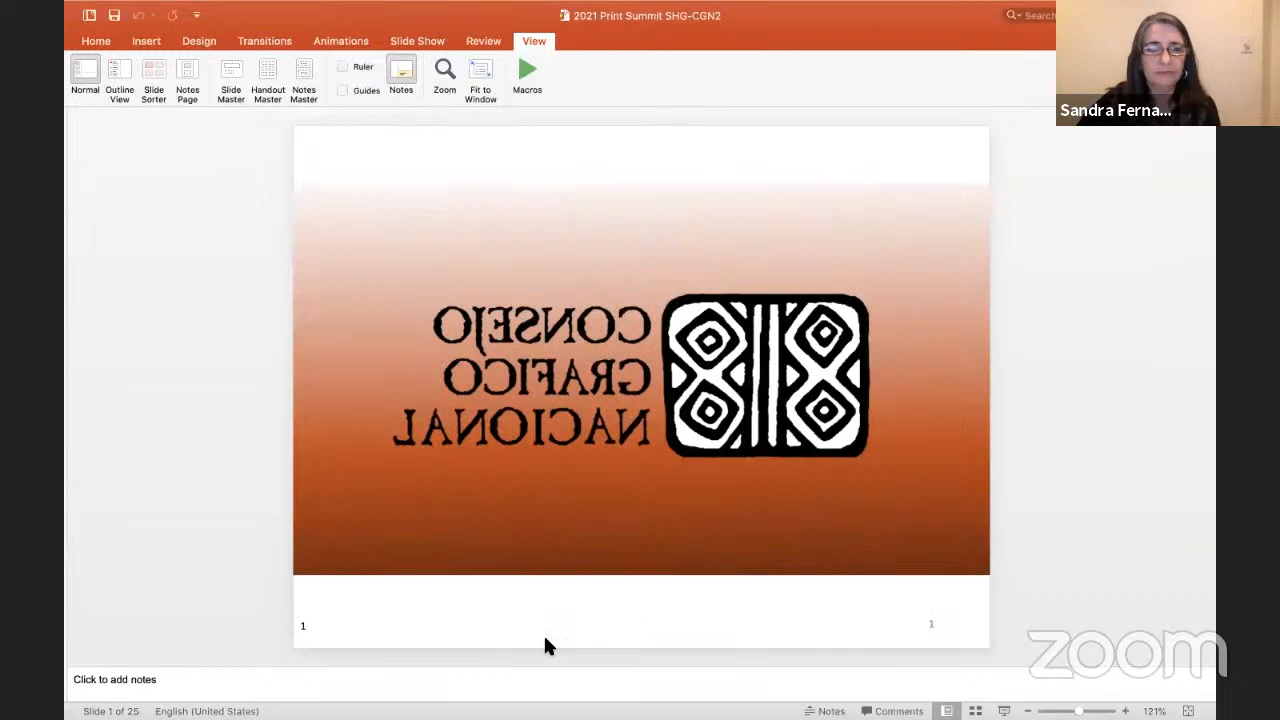 2021 Print Summit SHG-CGN2
Search
Home Insert Design Transitions Animations Slide Show Review View
Normal Outline View Slide Sorter Notes Page Slide Master Handout Master Notes Master Ruler Guides Notes Zoom Fit to Window Macros
Sandra Ferna...
CONSEJO
GRAFICO
NACIONAL
1 1
zoom
Click to add notes
Slide 1 of 25 English (United States) Notes Comments 121%